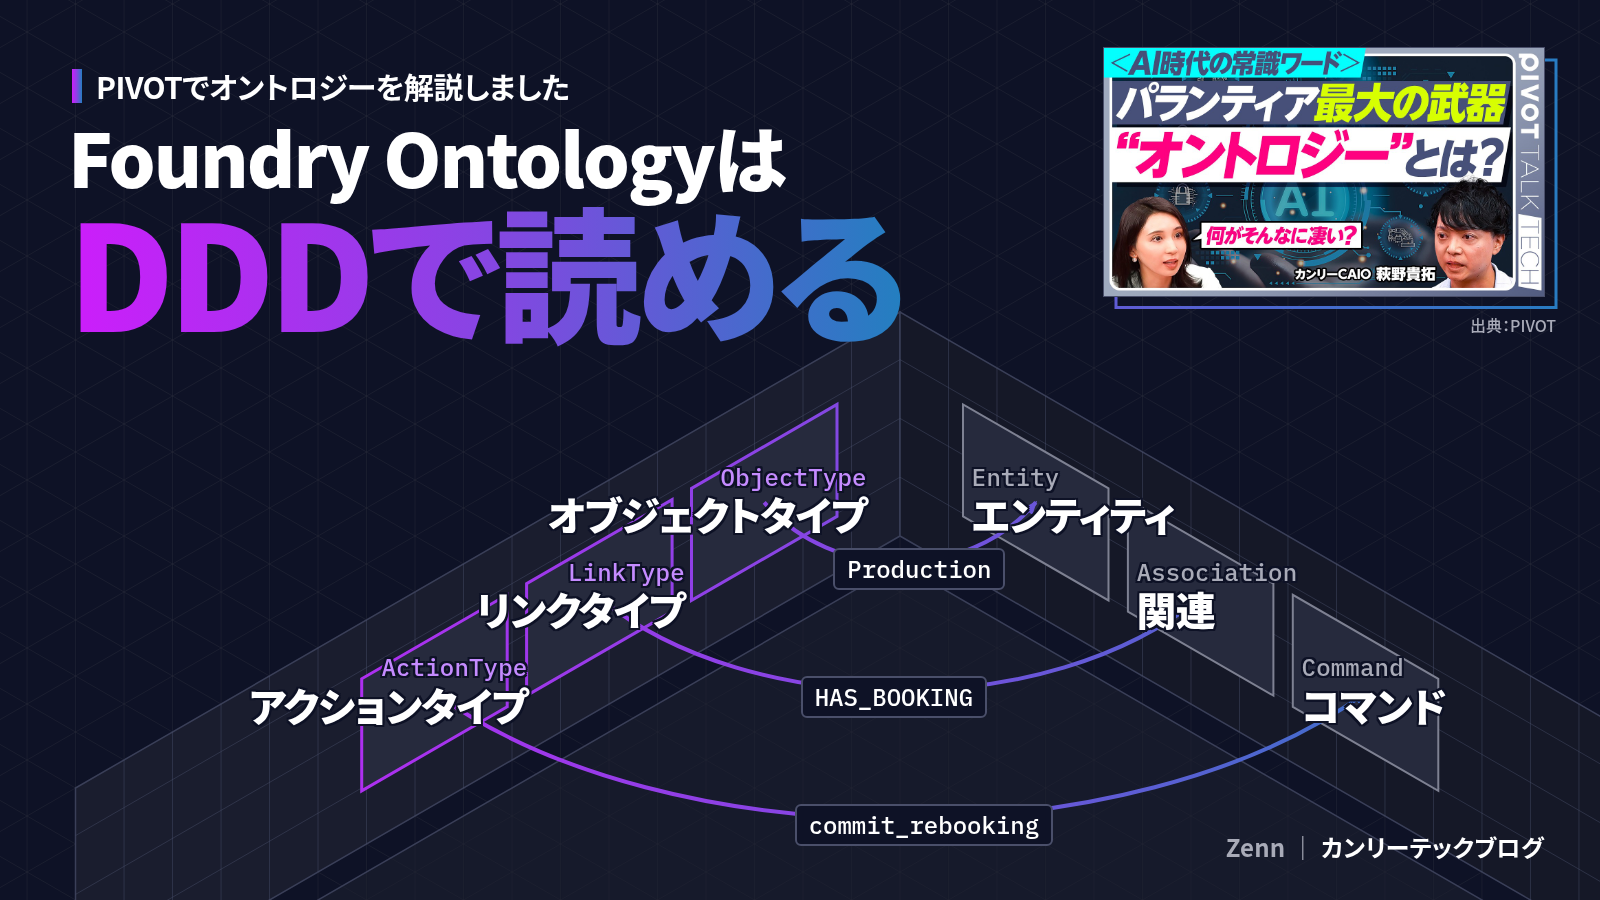 PIVOTでオントロジーを解説しました
Foundry Ontologyは
DDDで読める
<AI時代の常識ワード>
パランティア最大の武器
“オントロジー”とは?
AI
何がそんなに凄い?
カンリーCAIO 萩野貴拓
PIVOT TALK TECH
出典:PIVOT
ObjectType
オブジェクトタイプ
Entity
エンティティ
Production
LinkType
リンクタイプ
Association
関連
HAS_BOOKING
ActionType
アクションタイプ
Command
コマンド
commit_rebooking
Zenn | カンリーテックブログ